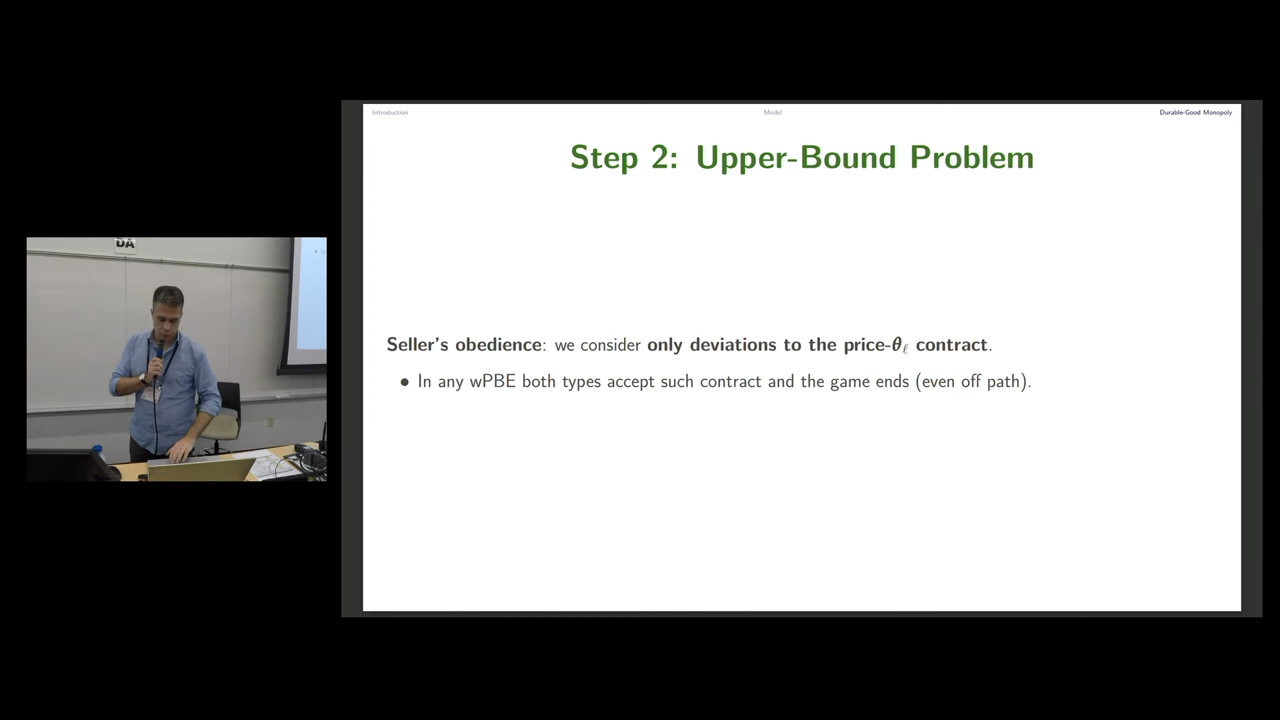 Introduction
Model
Durable-Good Monopoly
Step 2: Upper-Bound Problem
DA
Seller's obedience: we consider only deviations to the price-θℓ contract.
• In any wPBE both types accept such contract and the game ends (even off path).